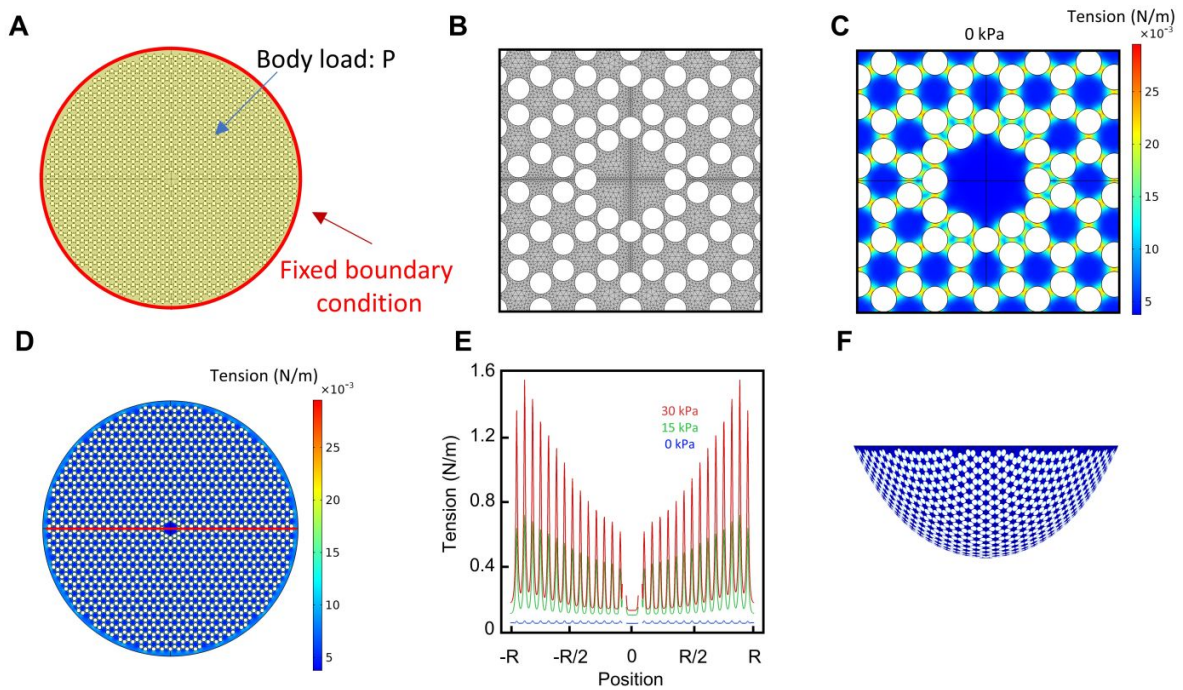 A
Body load: P
Fixed boundary
condition
B
C
Tension (N/m)
0 kPa
×10⁻³
25
20
15
10
5
D
Tension (N/m)
×10⁻³
25
20
15
10
5
E
1.6
1.2
0.8
0.4
0
Tension (N/m)
30 kPa
15 kPa
0 kPa
-R
-R/2
0
R/2
R
Position
F